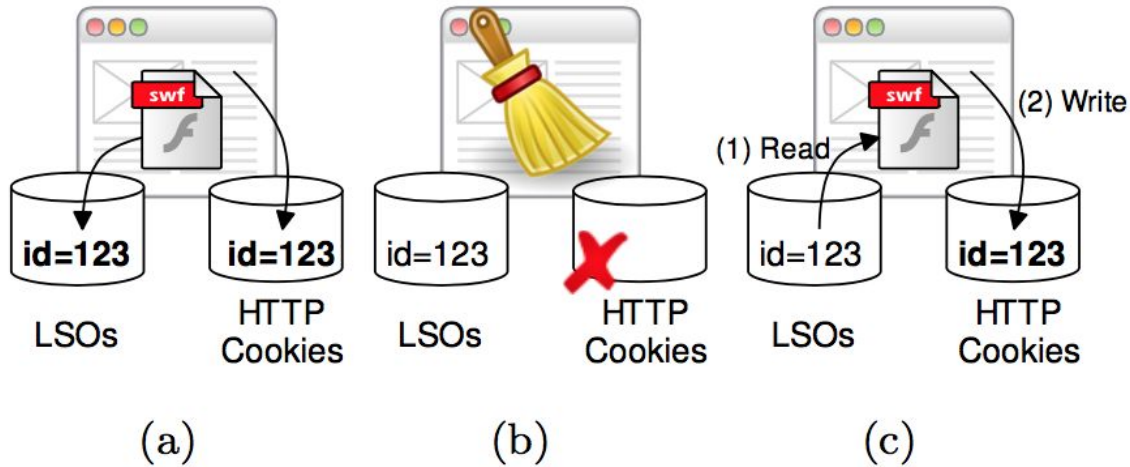 swf
id=123
id=123
LSOs
HTTP
Cookies
(a)
id=123
LSOs
HTTP
Cookies
(b)
swf
(2) Write
(1) Read
id=123
id=123
LSOs
HTTP
Cookies
(c)